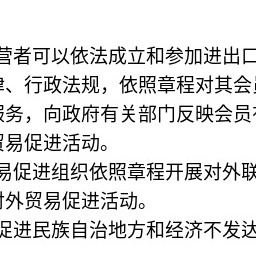 营者可以依法成立和参加进出口
、行政法规，依照章程对其会
服务，向政府有关部门反映会员
贸易促进活动。
易促进组织依照章程开展对外联
对外贸易促进活动。
促进民族自治地方和经济不发达